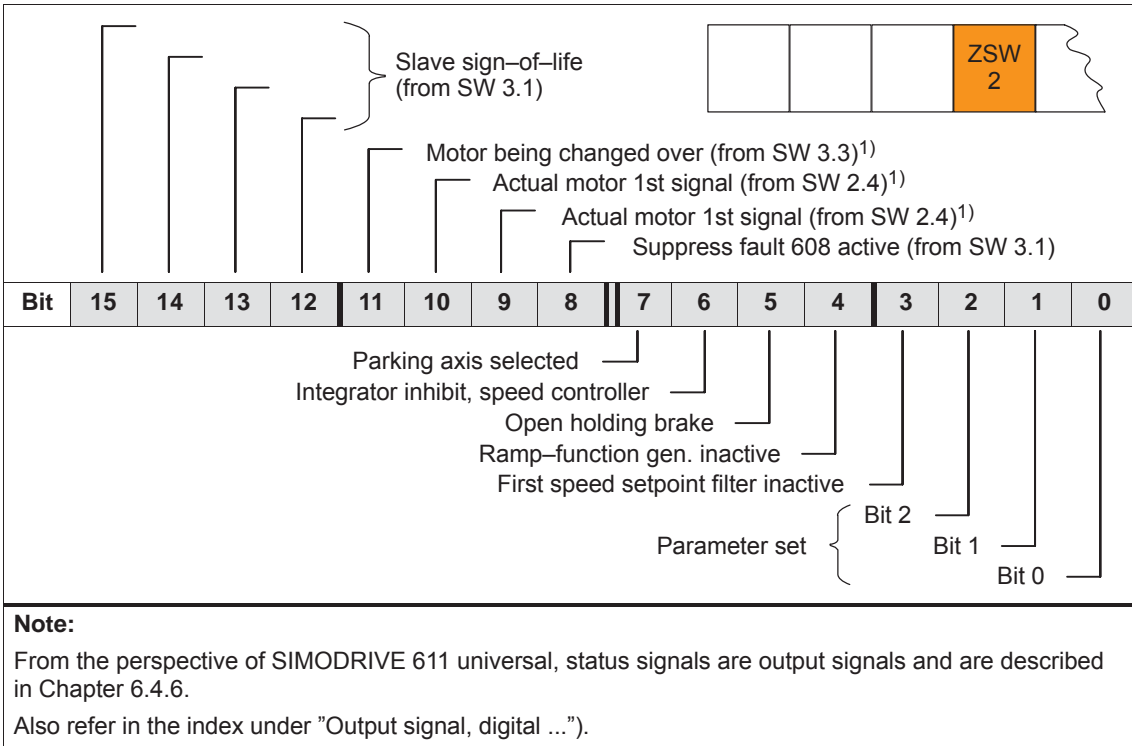 Slave sign–of–life
(from SW 3.1)
ZSW
2
Motor being changed over (from SW 3.3)1)
Actual motor 1st signal (from SW 2.4)1)
Actual motor 1st signal (from SW 2.4)1)
Suppress fault 608 active (from SW 3.1)
Bit 15 14 13 12 11 10 9 8 7 6 5 4 3 2 1 0
Parking axis selected
Integrator inhibit, speed controller
Open holding brake
Ramp–function gen. inactive
First speed setpoint filter inactive
Bit 2
Parameter set
Bit 1
Bit 0
Note:
From the perspective of SIMODRIVE 611 universal, status signals are output signals and are described
in Chapter 6.4.6.
Also refer in the index under ”Output signal, digital ...”).